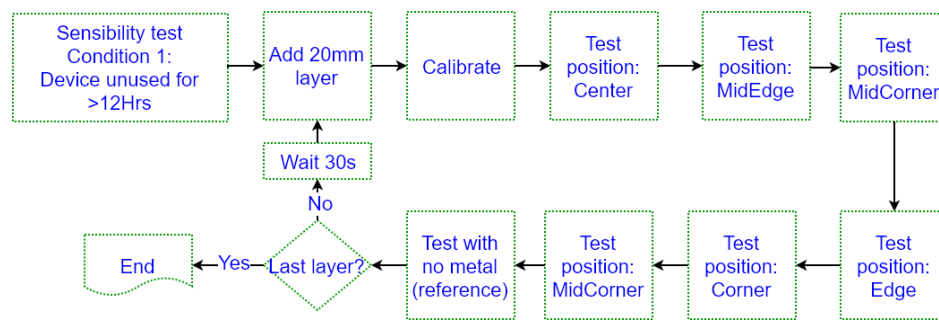 Sensibility test
Condition 1:
Device unused for
>12Hrs
Add 20mm
layer
Calibrate
Test
position:
Center
Test
position:
MidEdge
Test
position:
MidCorner
Test
position:
Edge
Test
position:
Corner
Test
position:
MidCorner
Test with
no metal
(reference)
Last layer?
No
Wait 30s
Yes
End